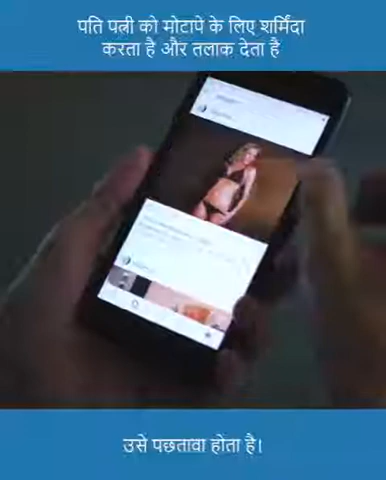 पति पत्नी को मोटापे के लिए शर्मिंदा
करता है और तलाक देता है
उसे पछतावा होता है।